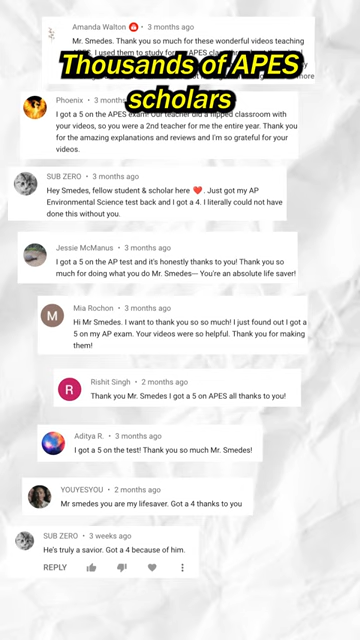 Amanda Walton • 3 months ago
Mr. Smedes. Thank you so much for these wonderful videos teaching
I used them to study for
more
Thousands of APES
scholars
Phoenix • 3 months
I got a 5 on the APES exam! Our teacher did a flipped classroom with
your videos, so you were a 2nd teacher for me the entire year. Thank you
for the amazing explanations and reviews and I'm so grateful for your
videos.
SUB ZERO • 3 months ago
Hey Smedes, fellow student & scholar here ❤️. Just got my AP
Environmental Science test back and I got a 4. I literally could not have
done this without you.
Jessie McManus • 3 months ago
I got a 5 on the AP test and it's honestly thanks to you! Thank you so
much for doing what you do Mr. Smedes— You're an absolute life saver!
M
Mia Rochon • 3 months ago
Hi Mr Smedes. I want to thank you so so much! I just found out I got a
5 on my AP exam. Your videos were so helpful. Thank you for making
them!
R
Rishit Singh • 2 months ago
Thank you Mr. Smedes I got a 5 on APES all thanks to you!
Aditya R. • 3 months ago
I got a 5 on the test! Thank you so much Mr. Smedes!
YOUYESYOU • 2 months ago
Mr smedes you are my lifesaver. Got a 4 thanks to you
SUB ZERO • 3 weeks ago
He's truly a savior. Got a 4 because of him.
REPLY